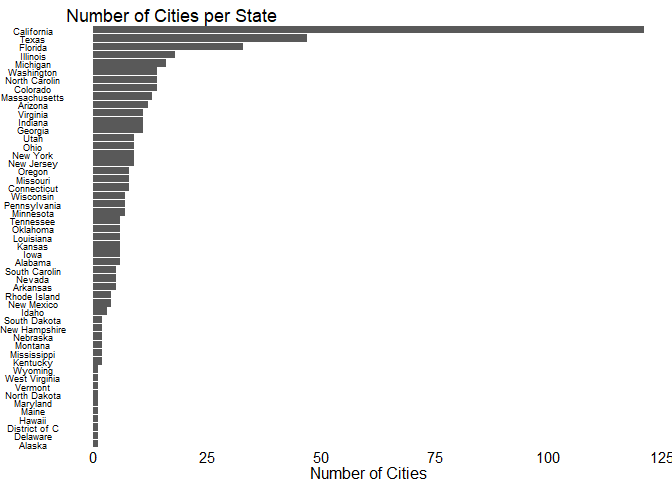 Number of Cities per State
California
Texas
Florida
Illinois
Michigan
Washington
North Carolin
Colorado
Massachusetts
Arizona
Virginia
Indiana
Georgia
Utah
Ohio
New York
New Jersey
Oregon
Missouri
Connecticut
Wisconsin
Pennsylvania
Minnesota
Tennessee
Oklahoma
Louisiana
Kansas
Iowa
Alabama
South Carolin
Nevada
Arkansas
Rhode Island
New Mexico
Idaho
South Dakota
New Hampshire
Nebraska
Montana
Mississippi
Kentucky
Wyoming
West Virginia
Vermont
North Dakota
Maryland
Maine
Hawaii
District of C
Delaware
Alaska
0 25 50 75 100 125
Number of Cities